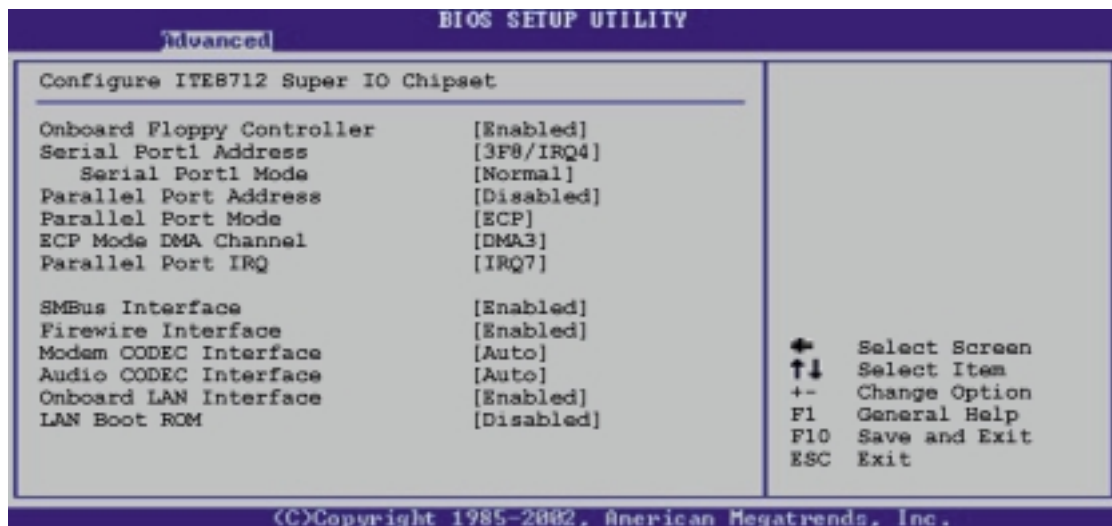 BIOS SETUP UTILITY
Advanced
Configure ITE8712 Super IO Chipset
Onboard Floppy Controller [Enabled]
Serial Port1 Address [3F8/IRQ4]
Serial Port1 Mode [Normal]
Parallel Port Address [Disabled]
Parallel Port Mode [ECP]
ECP Mode DMA Channel [DMA3]
Parallel Port IRQ [IRQ7]
SMBus Interface [Enabled]
Firewire Interface [Enabled]
Modem CODEC Interface [Auto]
Audio CODEC Interface [Auto]
Onboard LAN Interface [Enabled]
LAN Boot ROM [Disabled]
← Select Screen
↑↓ Select Item
+- Change Option
F1 General Help
F10 Save and Exit
ESC Exit
(C)Copyright 1985-2002, American Megatrends, Inc.